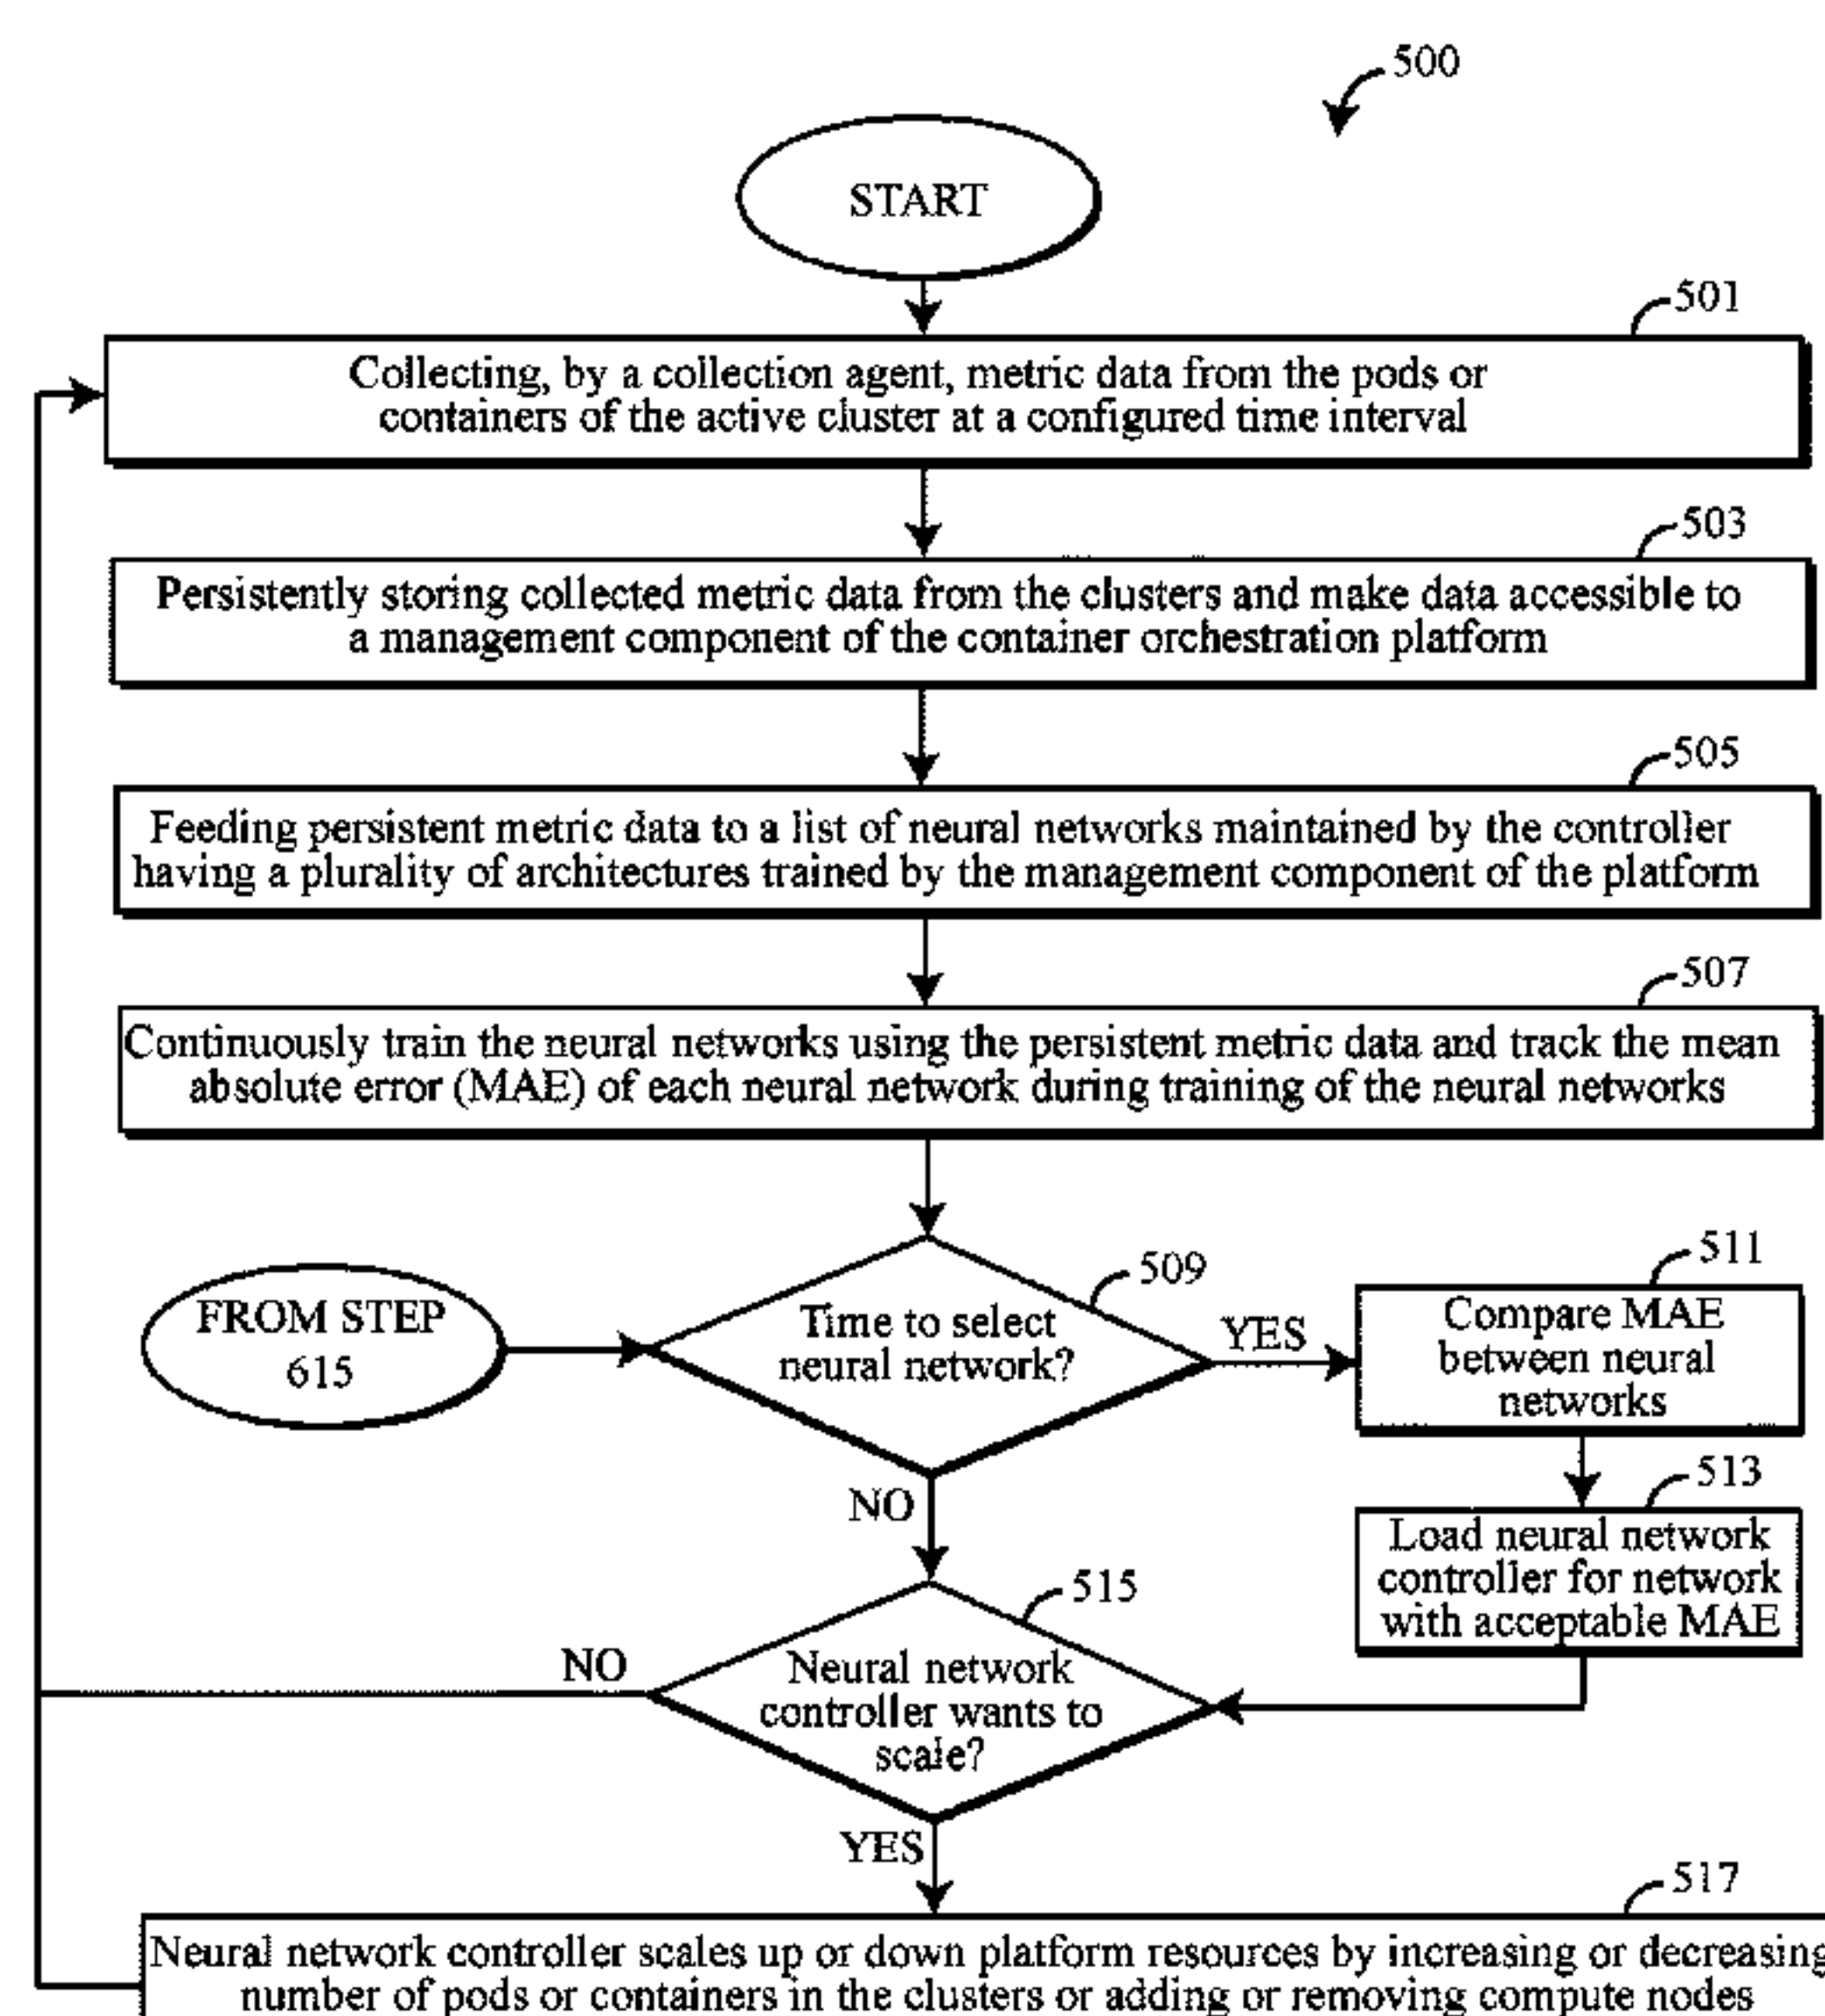 500
START
501
Collecting, by a collection agent, metric data from the pods or
containers of the active cluster at a configured time interval
503
Persistently storing collected metric data from the clusters and make data accessible to
a management component of the container orchestration platform
505
Feeding persistent metric data to a list of neural networks maintained by the controller
having a plurality of architectures trained by the management component of the platform
507
Continuously train the neural networks using the persistent metric data and track the mean
absolute error (MAE) of each neural network during training of the neural networks
FROM STEP
615
509
Time to select
neural network?
YES
511
Compare MAE
between neural
networks
NO
513
Load neural network
controller for network
with acceptable MAE
515
Neural network
controller wants to
scale?
NO
YES
517
Neural network controller scales up or down platform resources by increasing or decreasing
number of pods or containers in the clusters or adding or removing compute nodes